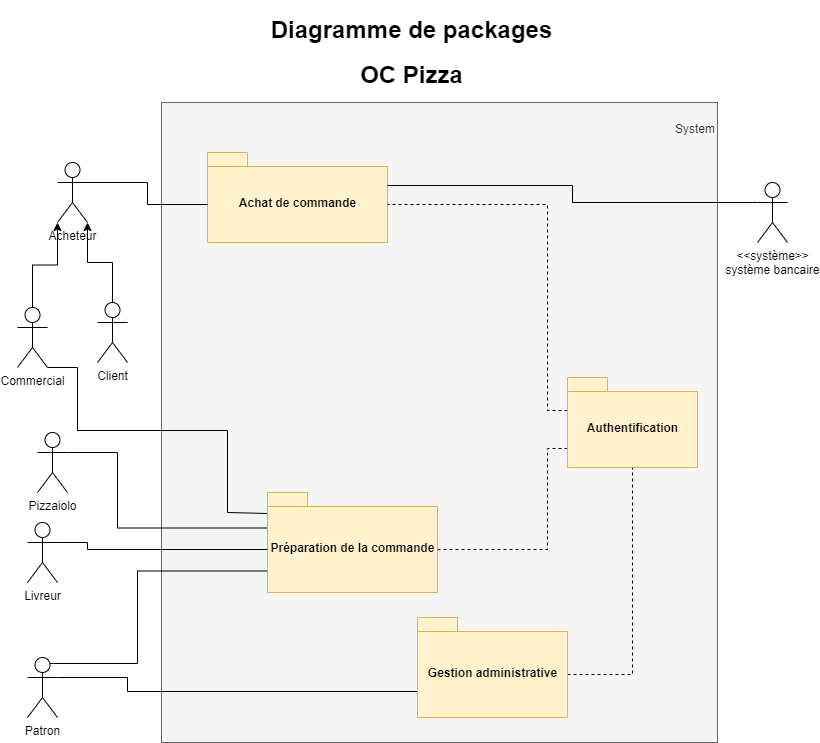 Diagramme de packages
OC Pizza
System
Achat de commande
Acheteur
<<système>>
système bancaire
Commercial
Client
Authentification
Pizzaiolo
Préparation de la commande
Livreur
Gestion administrative
Patron